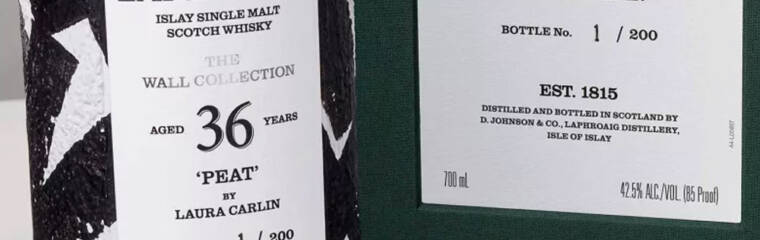 ISLAY SINGLE MALT
SCOTCH WHISKY
THE
WALL COLLECTION
AGED 36 YEARS
'PEAT'
BY
LAURA CARLIN
1 / 200
BOTTLE No. 1 / 200
EST. 1815
DISTILLED AND BOTTLED IN SCOTLAND BY
D. JOHNSON & CO., LAPHROAIG DISTILLERY,
ISLE OF ISLAY
700 mL
42.5% ALC./VOL. (85 Proof)